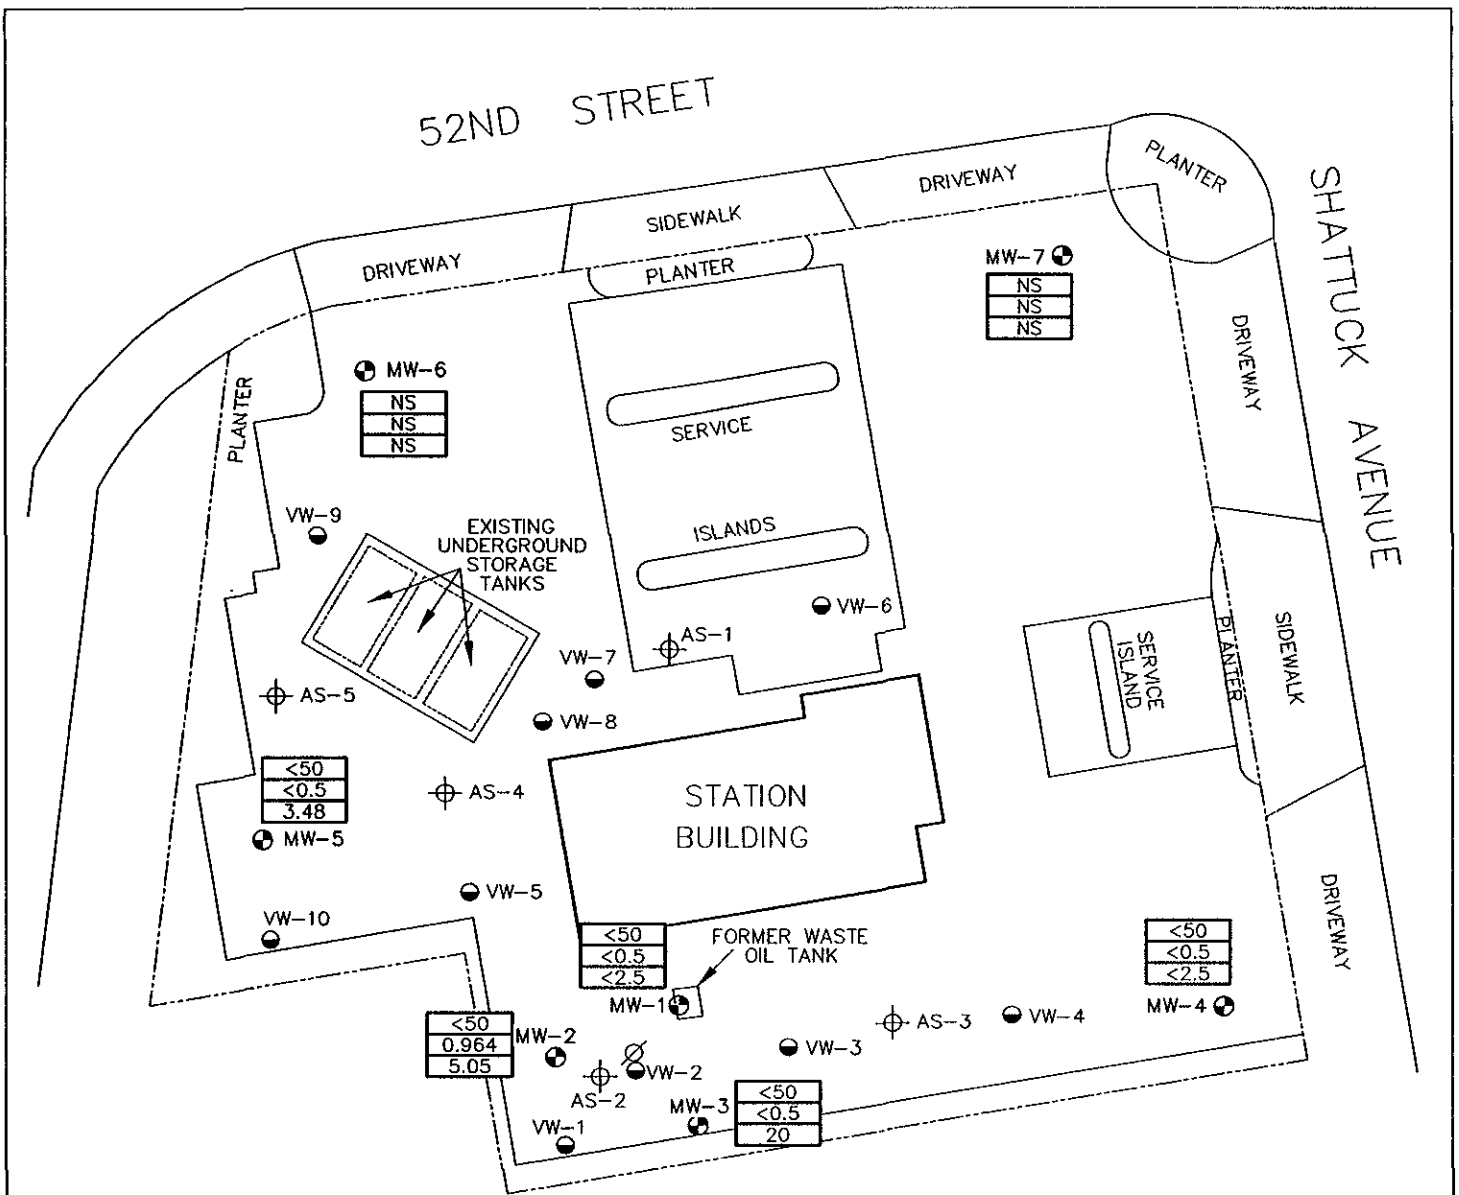 52ND STREET
PLANTER
DRIVEWAY
SIDEWALK
DRIVEWAY
PLANTER
SHATTUCK AVENUE
MW-7
NS
NS
NS
MW-6
NS
NS
NS
PLANTER
SERVICE
ISLANDS
DRIVEWAY
VW-9
EXISTING
UNDERGROUND
STORAGE
TANKS
VW-6
AS-1
VW-7
VW-8
AS-5
SERVICE
ISLAND
PLANTER
SIDEWALK
<50
<0.5
3.48
MW-5
AS-4
STATION
BUILDING
VW-5
VW-10
<50
<0.5
<2.5
MW-1
FORMER WASTE
OIL TANK
<50
<0.5
<2.5
MW-4
DRIVEWAY
<50
0.964
5.05
MW-2
AS-3
VW-4
VW-3
VW-2
AS-2
MW-3
<50
<0.5
20
VW-1